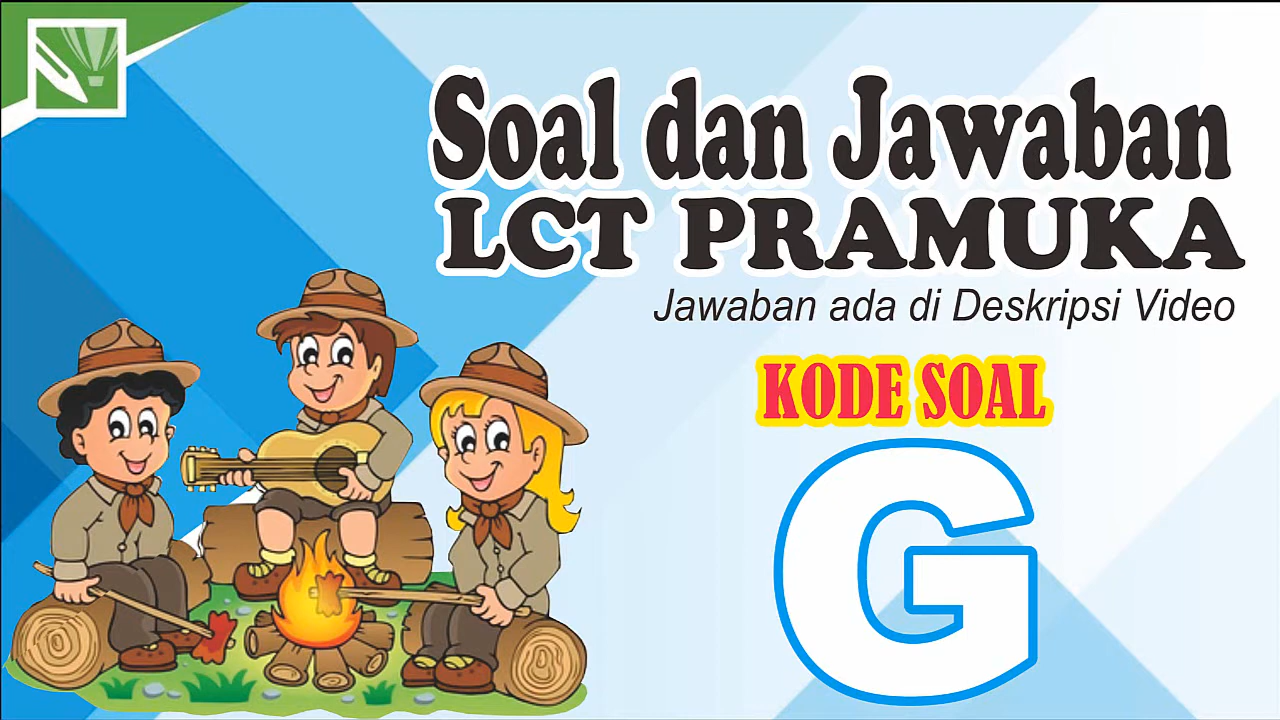 Soal dan Jawaban
LCT PRAMUKA
Jawaban ada di Deskripsi Video
KODE SOAL
G